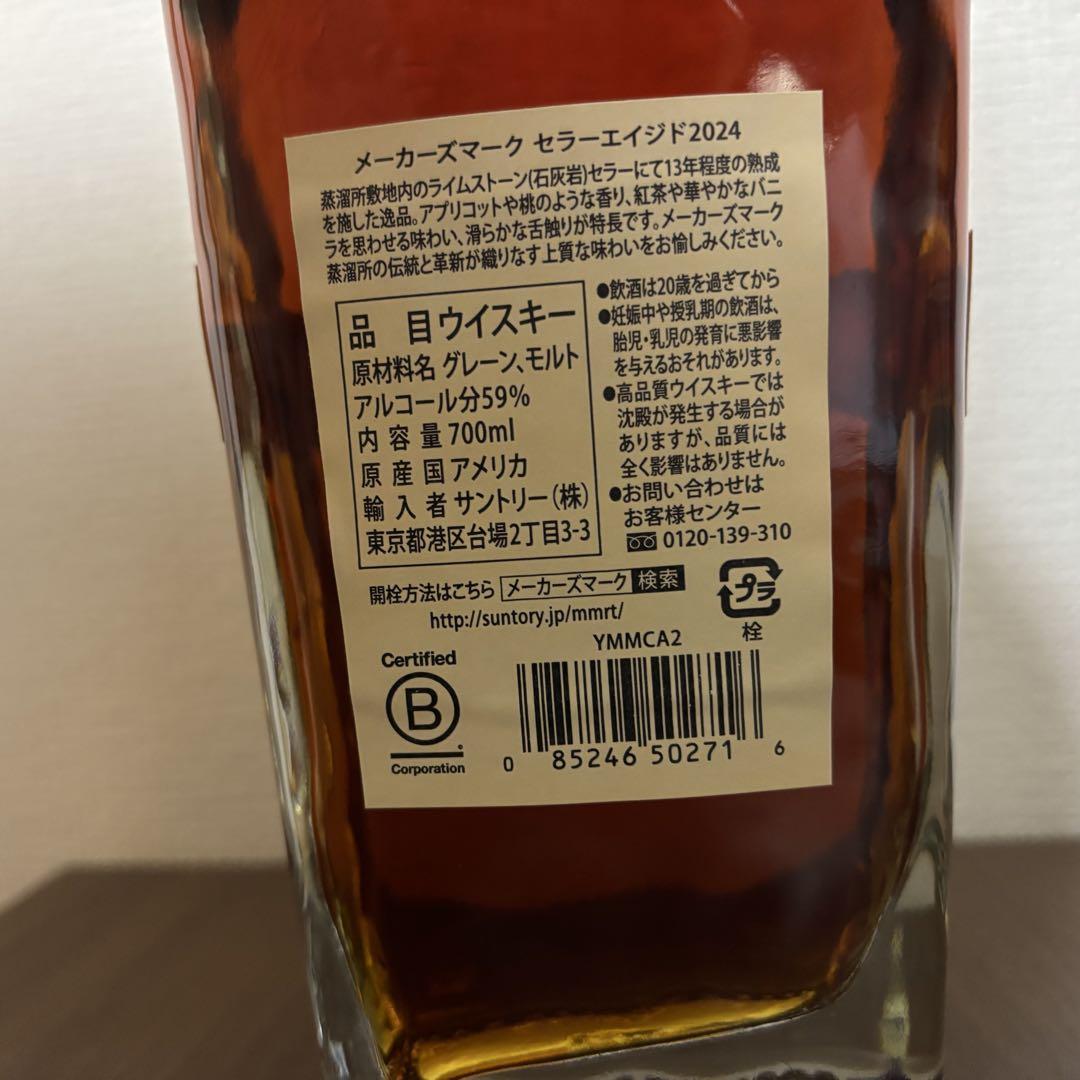 メーカーズマーク セラーエイジド2024
蒸溜所敷地内のライムストーン(石灰岩)セラーにて13年程度の熟成
を施した逸品。アプリコットや桃のような香り、紅茶や華やかなバニ
ラを思わせる味わい、滑らかな舌触りが特長です。メーカーズマーク
蒸溜所の伝統と革新が織りなす上質な味わいをお愉しみください。
品 目 ウイスキー
原材料名 グレーン、モルト
アルコール分59%
内容量 700ml
原産国 アメリカ
輸入者 サントリー(株)
東京都港区台場2丁目3-3
●飲酒は20歳を過ぎてから
●妊娠中や授乳期の飲酒は、
胎児・乳児の発育に悪影響
を与えるおそれがあります。
●高品質ウイスキーでは
沈殿が発生する場合が
ありますが、品質には
全く影響はありません。
●お問い合わせは
お客様センター
0120-139-310
開栓方法はこちら メーカーズマーク 検索
http://suntory.jp/mmrt/
プラ
栓
YMMCA2
Certified
B
Corporation
0 85246 50271 6